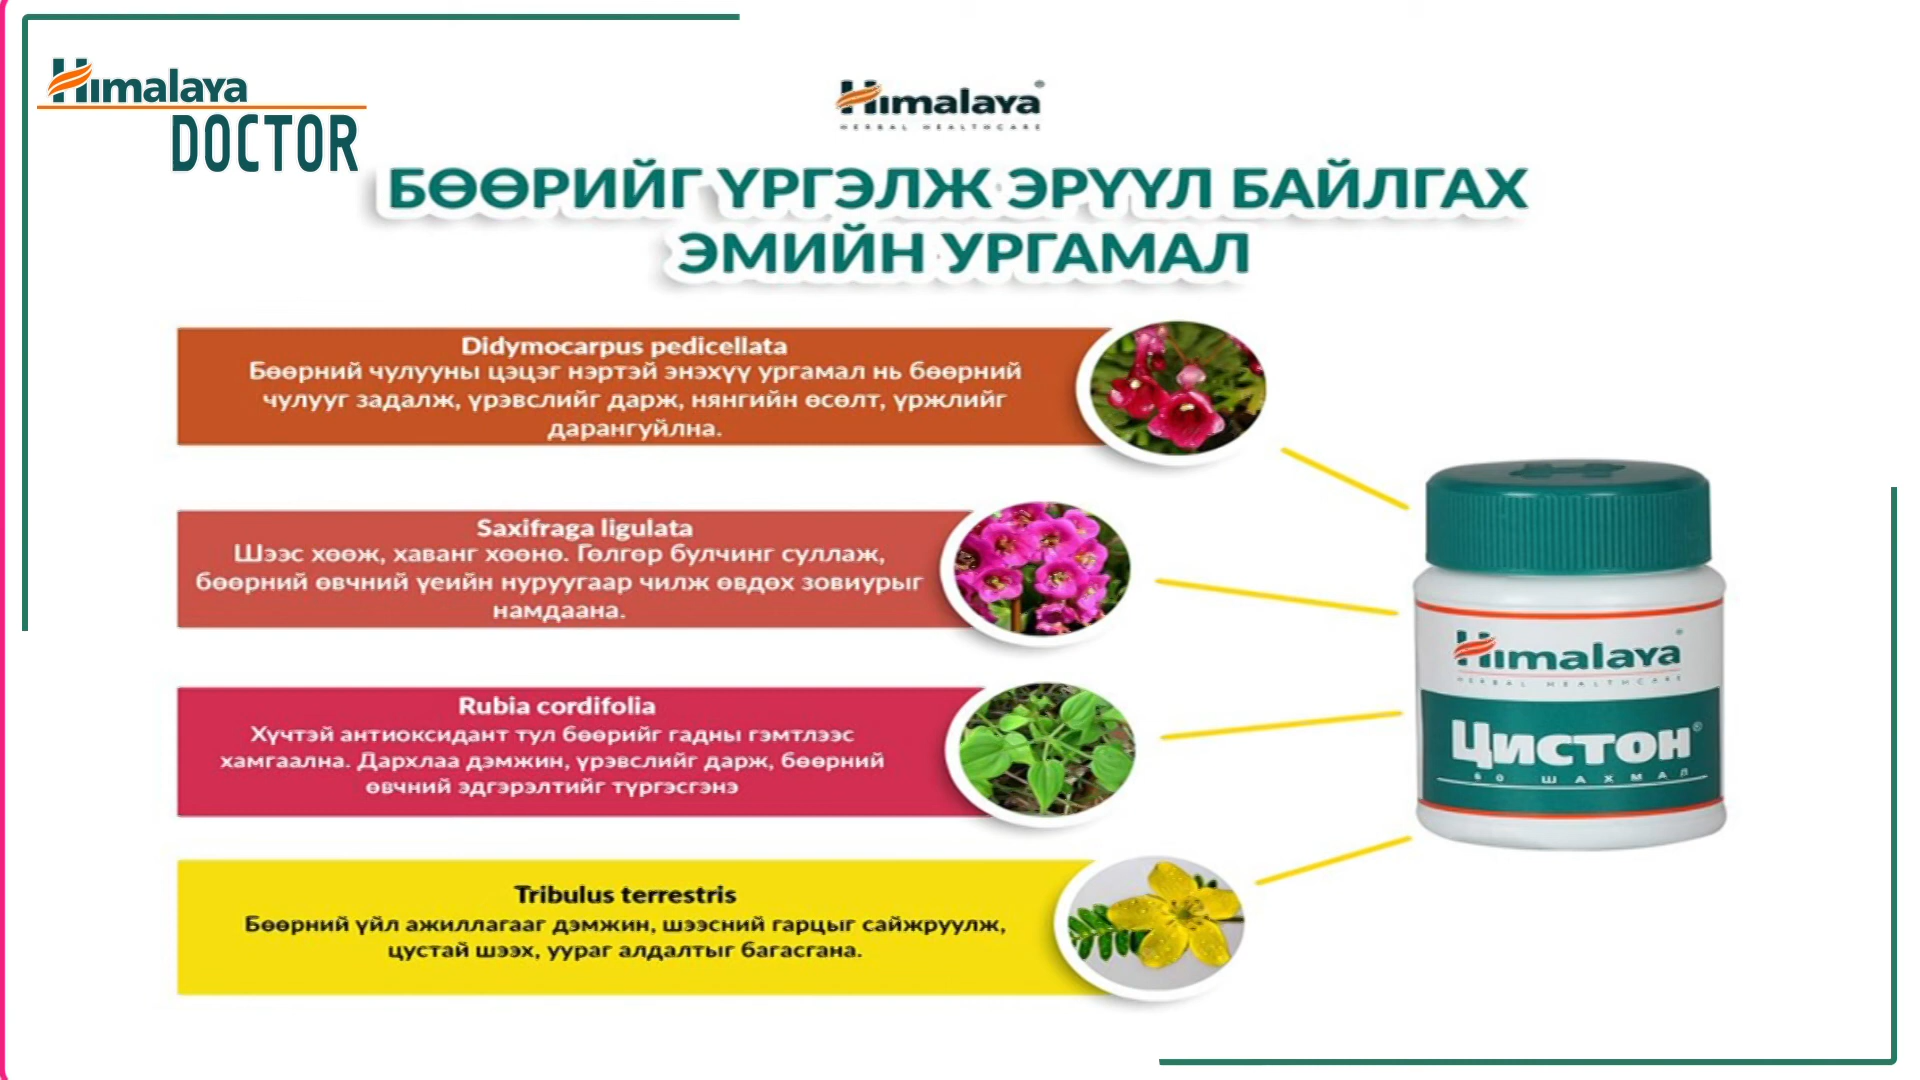 Himalaya
DOCTOR
Himalaya®
HERBAL HEALTHCARE
БӨӨРИЙГ ҮРГЭЛЖ ЭРҮҮЛ БАЙЛГАХ
ЭМИЙН УРГАМАЛ
Didymocarpus pedicellata
Бөөрний чулууны цэцэг нэртэй энэхүү ургамал нь бөөрний
чулууг задалж, үрэвслийг дарж, нянгийн өсөлт, үржлийг
дарангуйлна.
Saxifraga ligulata
Шээс хөөж, хаванг хөөнө. Гөлгөр булчинг суллаж,
бөөрний өвчний үеийн нуруугаар чилж өвдөх зовиурыг
намдаана.
Rubia cordifolia
Хүчтэй антиоксидант тул бөөрийг гадны гэмтлээс
хамгаална. Дархлаа дэмжин, үрэвслийг дарж, бөөрний
өвчний эдгэрэлтийг түргэсгэнэ
Tribulus terrestris
Бөөрний үйл ажиллагааг дэмжин, шээсний гарцыг сайжруулж,
цустай шээх, уураг алдалтыг багасгана.
Himalaya
HERBAL HEALTHCARE
Цистон®
60 ШАХМАЛ